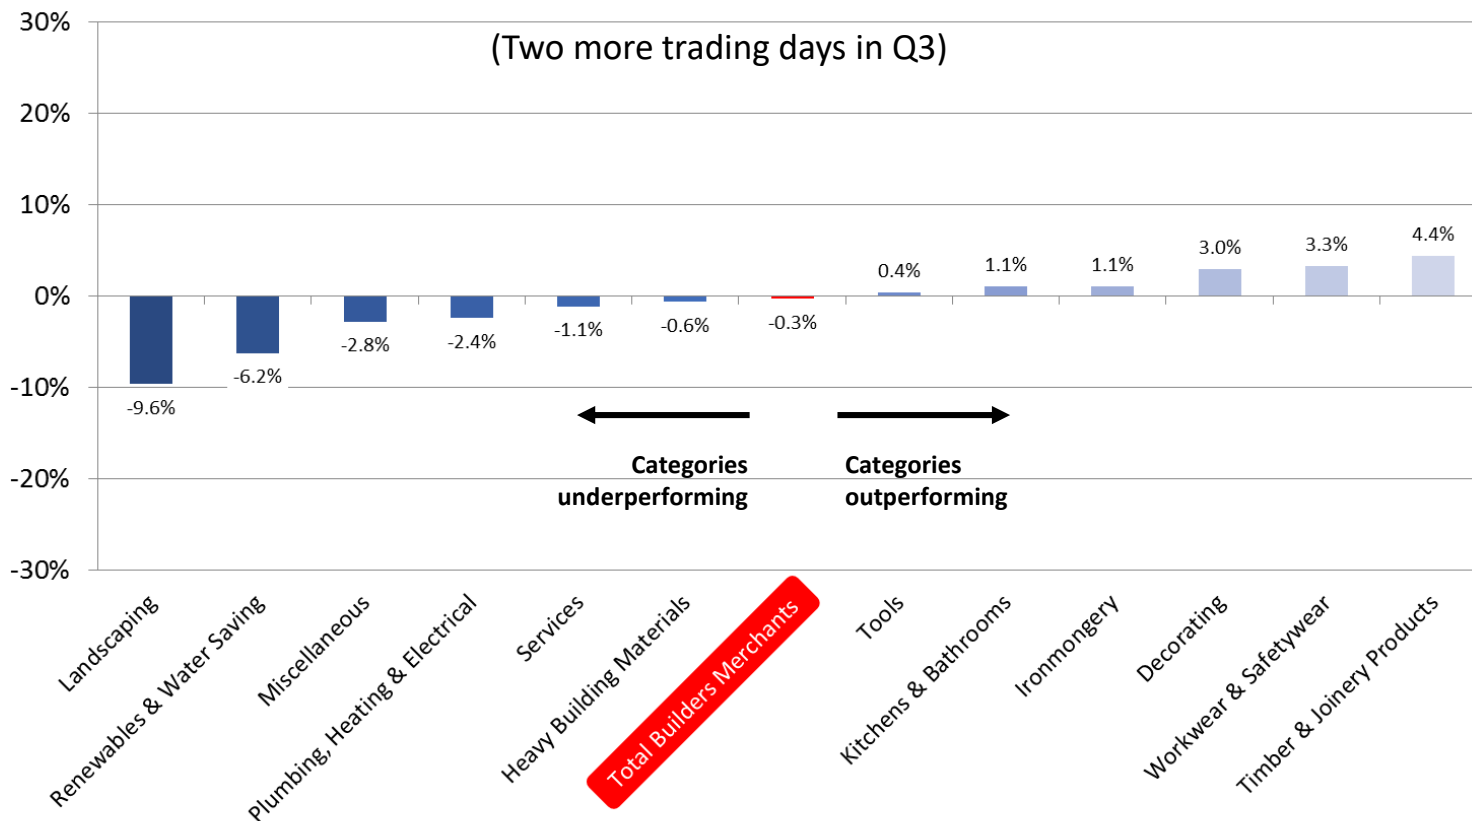 (Two more trading days in Q3)
30%
20%
10%
0%
-10%
-20%
-30%
-9.6%
-6.2%
-2.8%
-2.4%
-1.1%
-0.6%
-0.3%
0.4%
1.1%
1.1%
3.0%
3.3%
4.4%
Categories
underperforming
Categories
outperforming
Landscaping
Renewables & Water Saving
Miscellaneous
Plumbing, Heating & Electrical
Services
Heavy Building Materials
Total Builders Merchants
Tools
Kitchens & Bathrooms
Ironmongery
Decorating
Workwear & Safetywear
Timber & Joinery Products